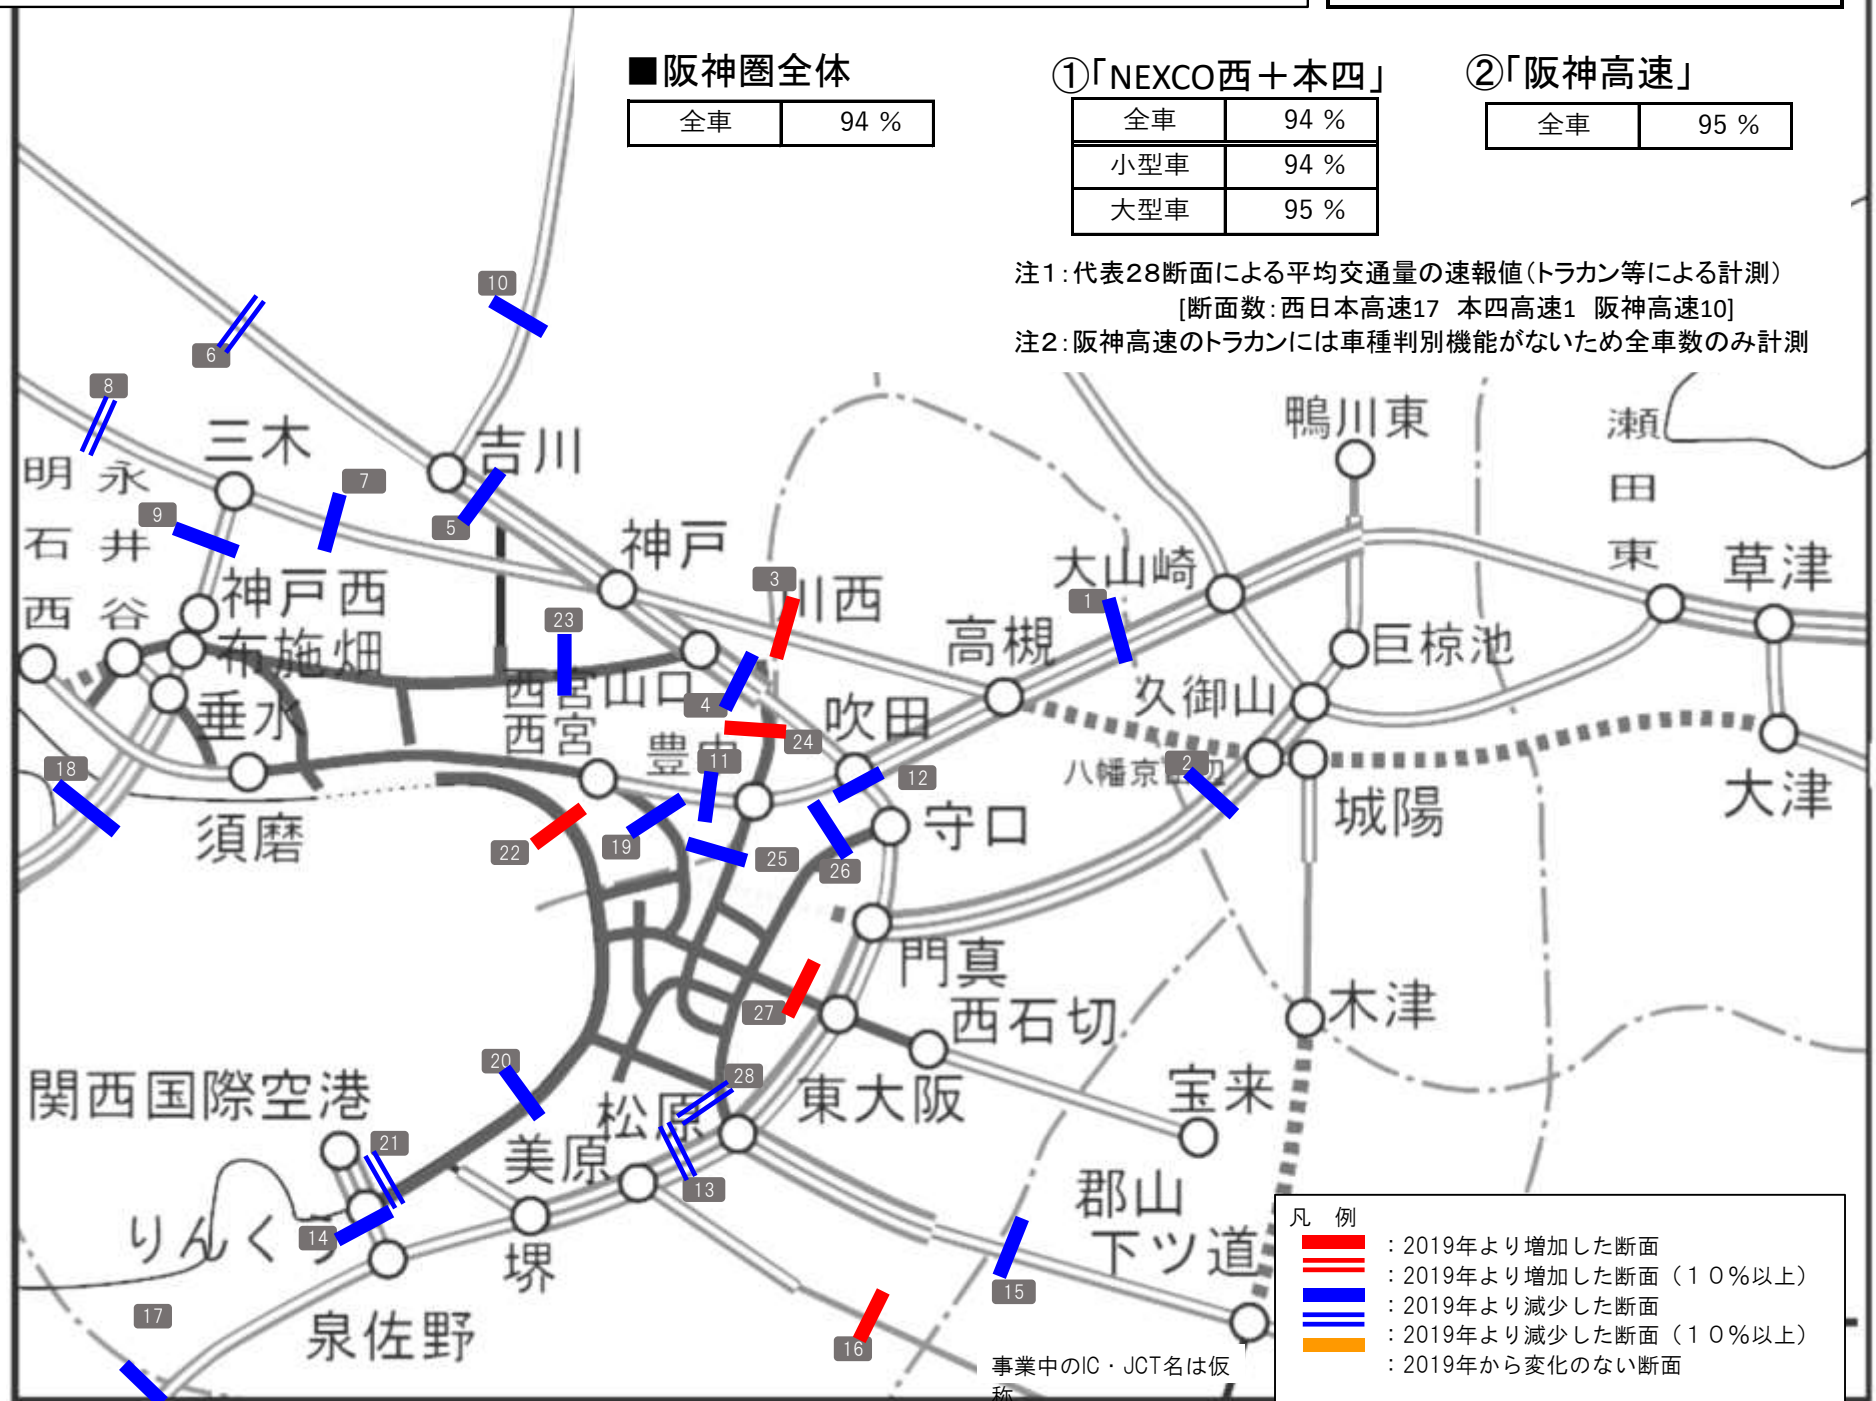 ■阪神圏全体
全車 94 %
①「NEXCO西＋本四」
全車 94 %
小型車 94 %
大型車 95 %
②「阪神高速」
全車 95 %
注１：代表２８断面による平均交通量の速報値（トラカン等による計測）
[断面数：西日本高速17 本四高速1 阪神高速10]
注２：阪神高速のトラカンには車種判別機能がないため全車数のみ計測
10
6
8
三木
吉川
鴨川東
瀬田東
明石西
永井谷
7
9
5
神戸
3
川西
大山崎
1
草津
神戸西
布施畑
23
高槻
巨椋池
西宮山口
4
久御山
垂水
西宮
24
吹田
豊中
11
12
18
2
城陽
大津
須磨
22
19
25
26
守口
門真
27
西石切
木津
20
28
関西国際空港
松原
東大阪
宝来
21
美原
13
郡山
下ツ道
りんくう
14
堺
15
17
泉佐野
16
事業中のIC・JCT名は仮
称
凡 例
：2019年より増加した断面
：2019年より増加した断面（１０％以上）
：2019年より減少した断面
：2019年より減少した断面（１０％以上）
：2019年から変化のない断面